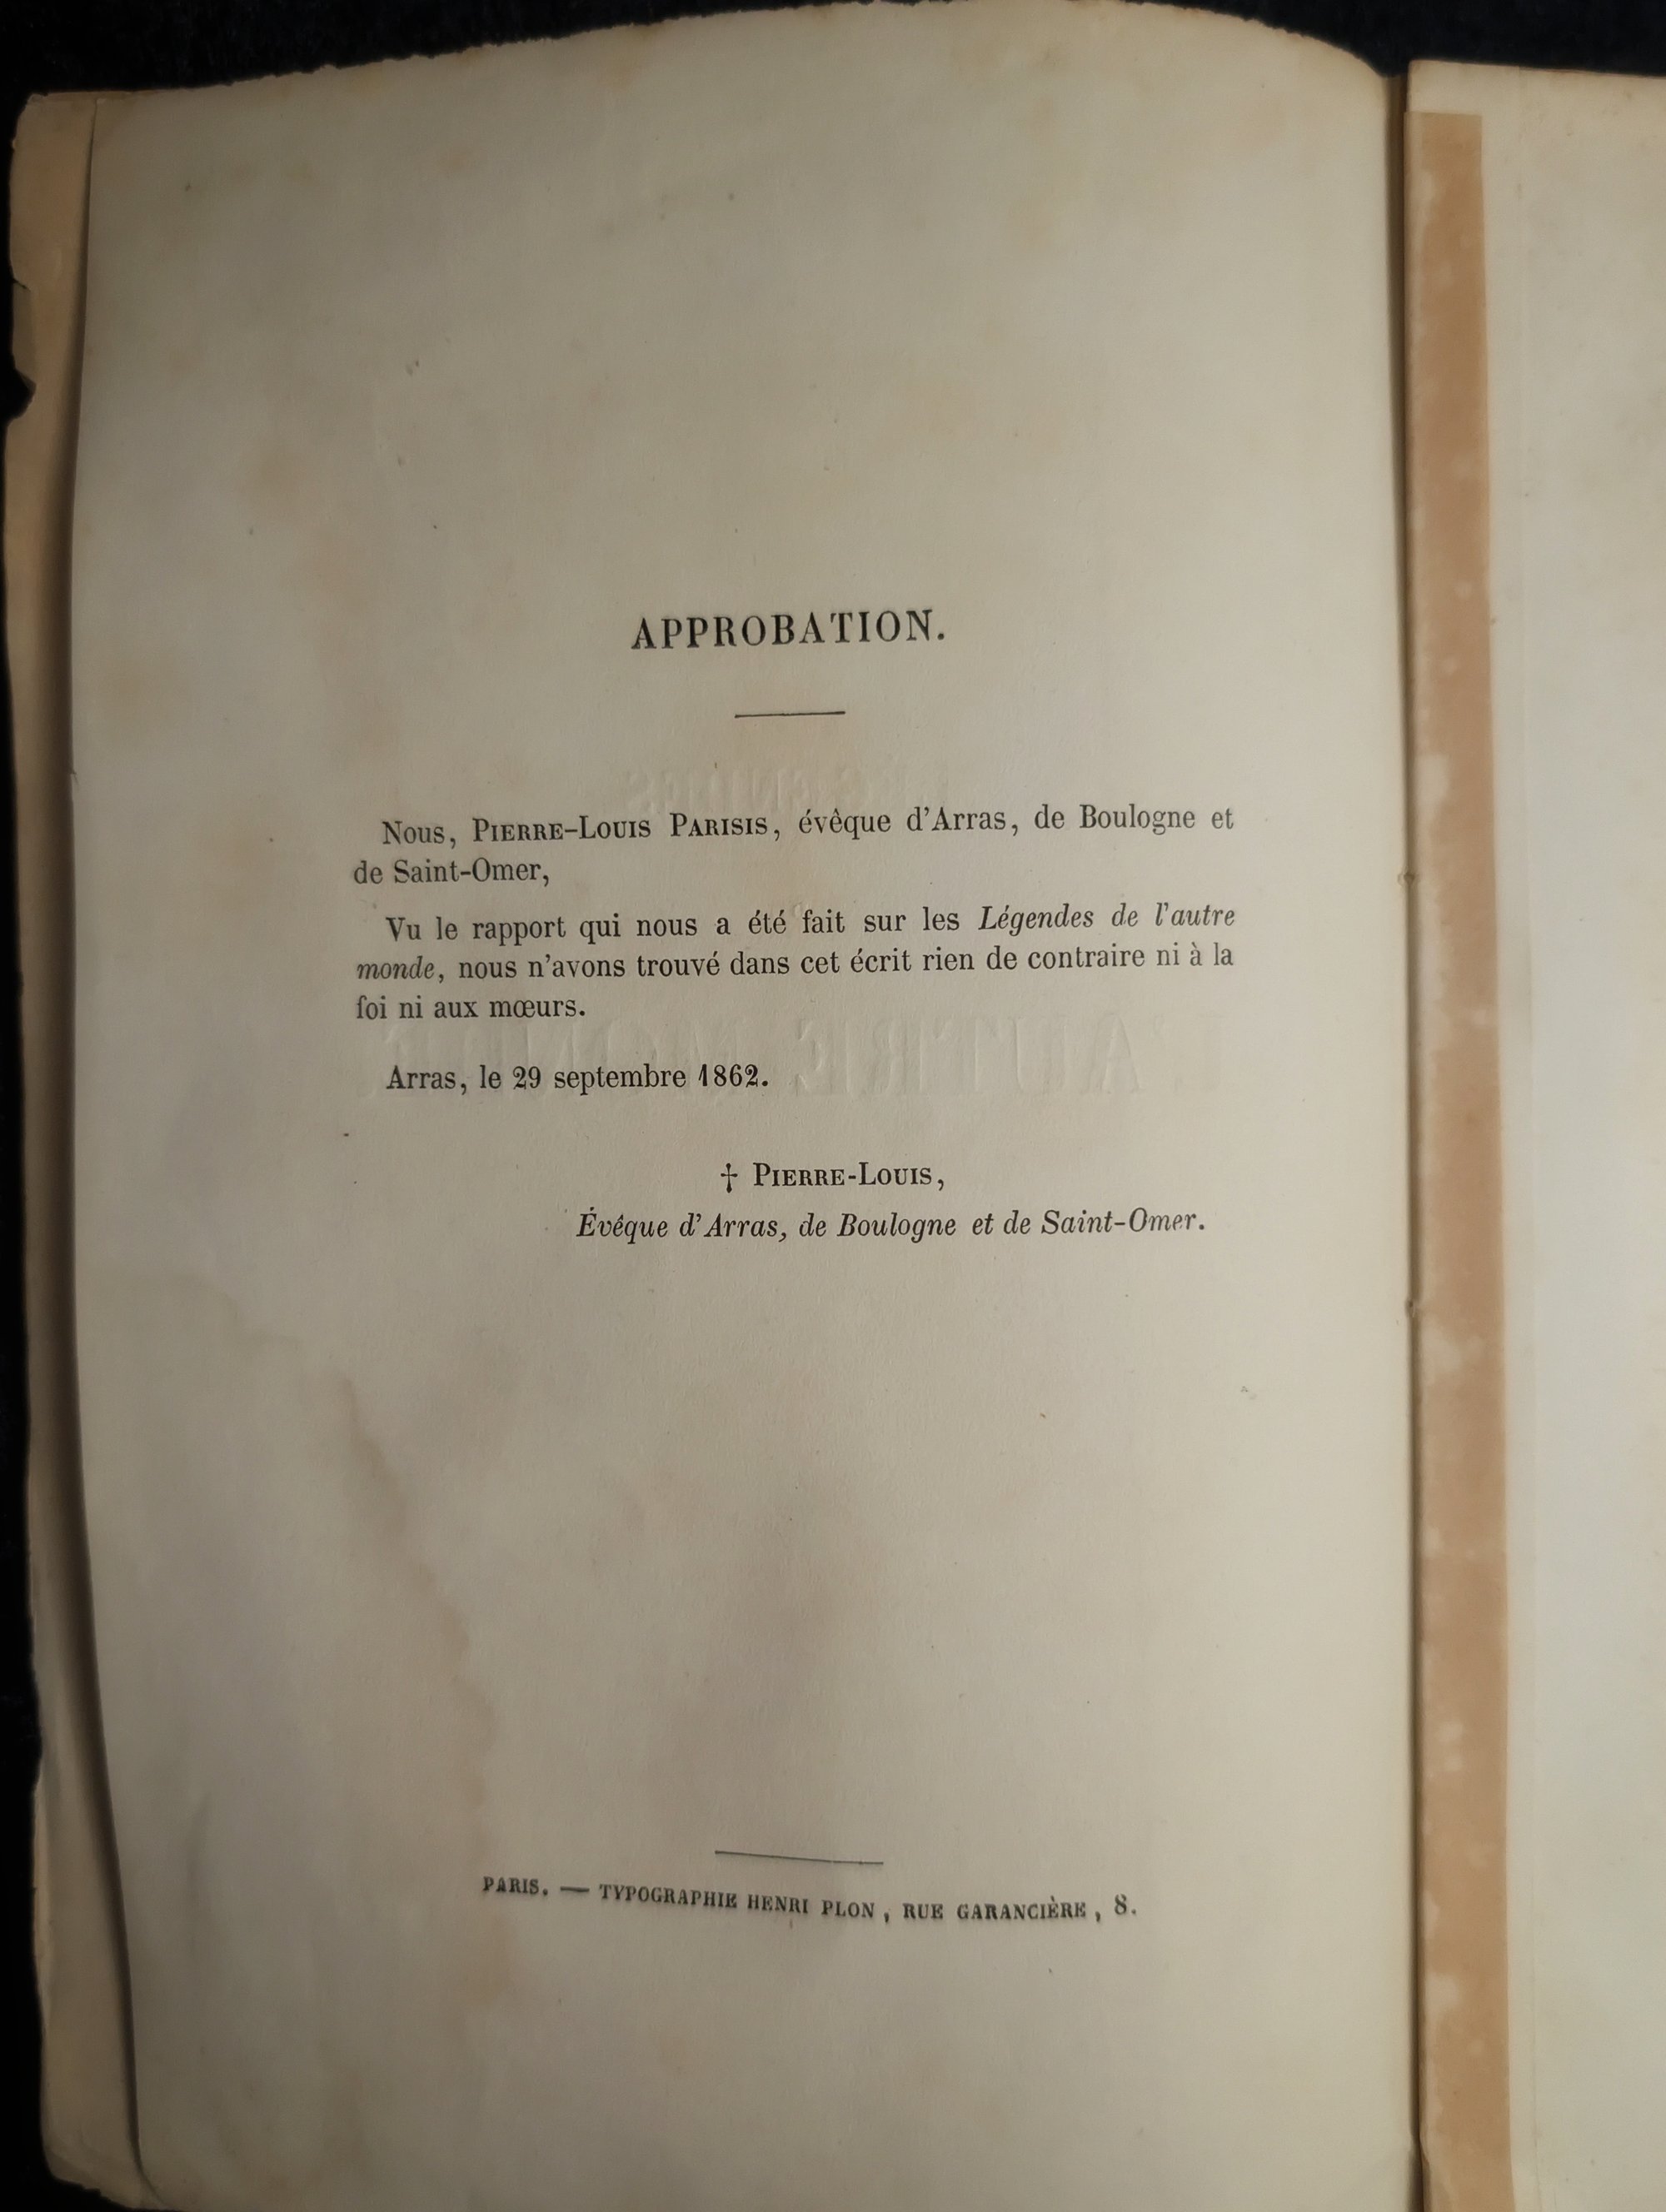 APPROBATION.
Nous, PIERRE-LOUIS PARISIS, évêque d'Arras, de Boulogne et
de Saint-Omer,
Vu le rapport qui nous a été fait sur les Légendes de l'autre
monde, nous n'avons trouvé dans cet écrit rien de contraire ni à la
foi ni aux mœurs.
Arras, le 29 septembre 1862.
† PIERRE-LOUIS,
Évêque d'Arras, de Boulogne et de Saint-Omer.
PARIS. — TYPOGRAPHIE HENRI PLON, RUE GARANCIÈRE, 8.